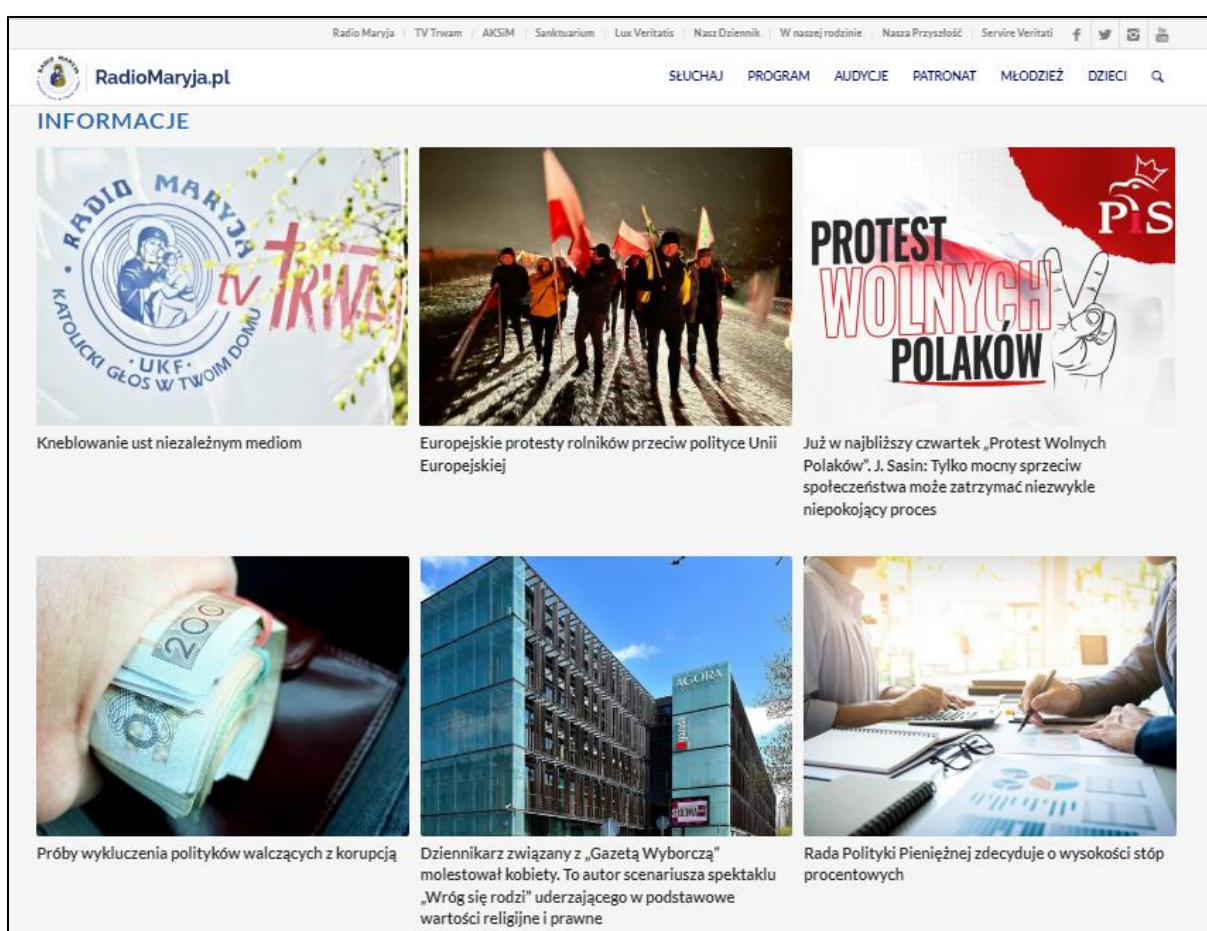 Radio Maryja TV Trwam AKSiM Sanktuarium Lux Veritatis Nasz Dziennik W naszej rodzinie Nasza Przyszłość Servire Veritati
RadioMaryja.pl
SŁUCHAJ PROGRAM AUDYCJE PATRONAT MŁODZIEŻ DZIECI
INFORMACJE
RADIO MARYJA
KATOLICKI GŁOS W TWOIM DOMU
· UKF ·
tv TRWA
PiS
PROTEST
WOLNYCH
POLAKÓW
Kneblowanie ust niezależnym mediom
Europejskie protesty rolników przeciw polityce Unii
Europejskiej
Już w najbliższy czwartek „Protest Wolnych
Polaków”. J. Sasin: Tylko mocny sprzeciw
społeczeństwa może zatrzymać niezwykle
niepokojący proces
200
AGORA
Próby wykluczenia polityków walczących z korupcją
Dziennikarz związany z „Gazetą Wyborczą”
molestował kobiety. To autor scenariusza spektaklu
„Wróg się rodzi” uderzającego w podstawowe
wartości religijne i prawne
Rada Polityki Pieniężnej zdecyduje o wysokości stóp
procentowych